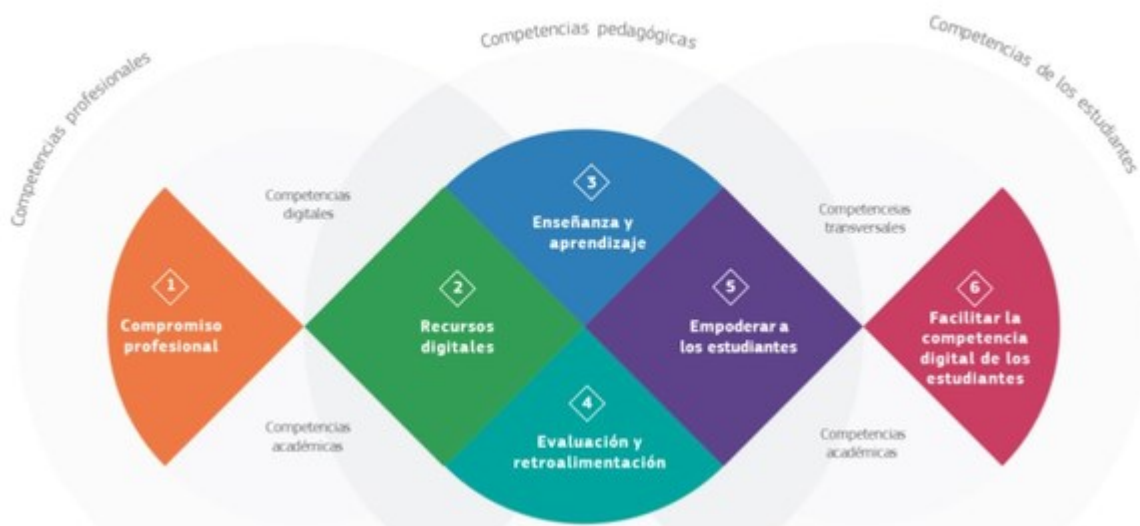 Competencias profesionales
Competencias pedagógicas
Competencias de los estudiantes
Competencias
digitales
3
Enseñanza y
aprendizaje
Competenceias
transversales
1
Compromiso
profesional
2
Recursos
digitales
5
Empoderar a
los estudiantes
6
Facilitar la
competencia
digital de los
estudiantes
Competencias
académicas
4
Evaluación y
retroalimentación
Competencias
académicas